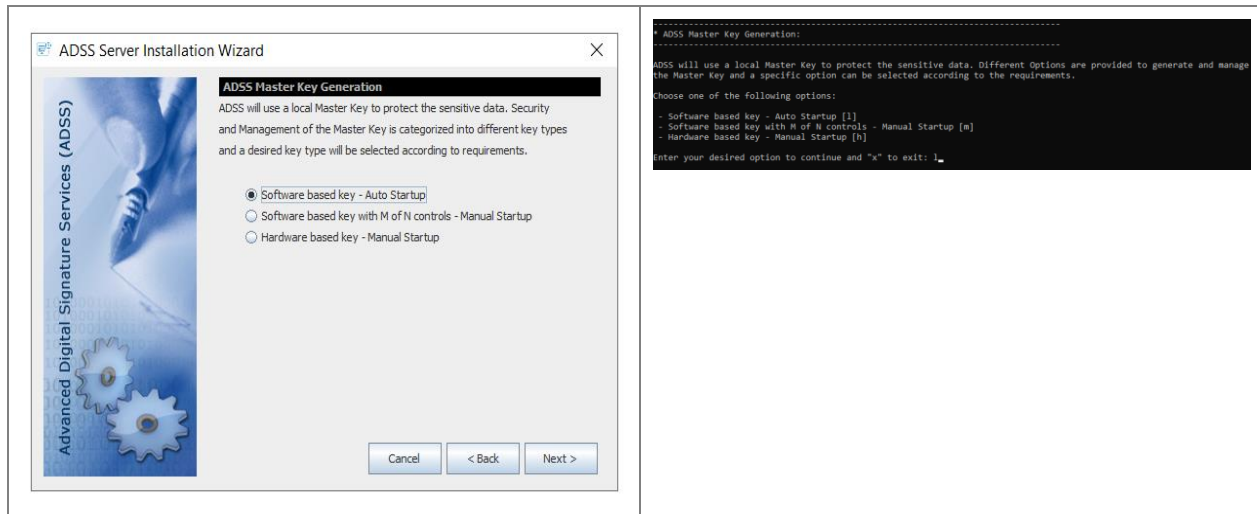 ADSS Server Installation Wizard
Advanced Digital Signature Services (ADSS)
ADSS Master Key Generation
ADSS will use a local Master Key to protect the sensitive data. Security
and Management of the Master Key is categorized into different key types
and a desired key type will be selected according to requirements.
Software based key - Auto Startup
Software based key with M of N controls - Manual Startup
Hardware based key - Manual Startup
Cancel
< Back
Next >
* ADSS Master Key Generation:
ADSS will use a local Master Key to protect the sensitive data. Different Options are provided to generate and manage
the Master Key and a specific option can be selected according to the requirements.
Choose one of the following options:
- Software based key - Auto Startup [l]
- Software based key with M of N controls - Manual Startup [m]
- Hardware based key - Manual Startup [h]
Enter your desired option to continue and "x" to exit: l_